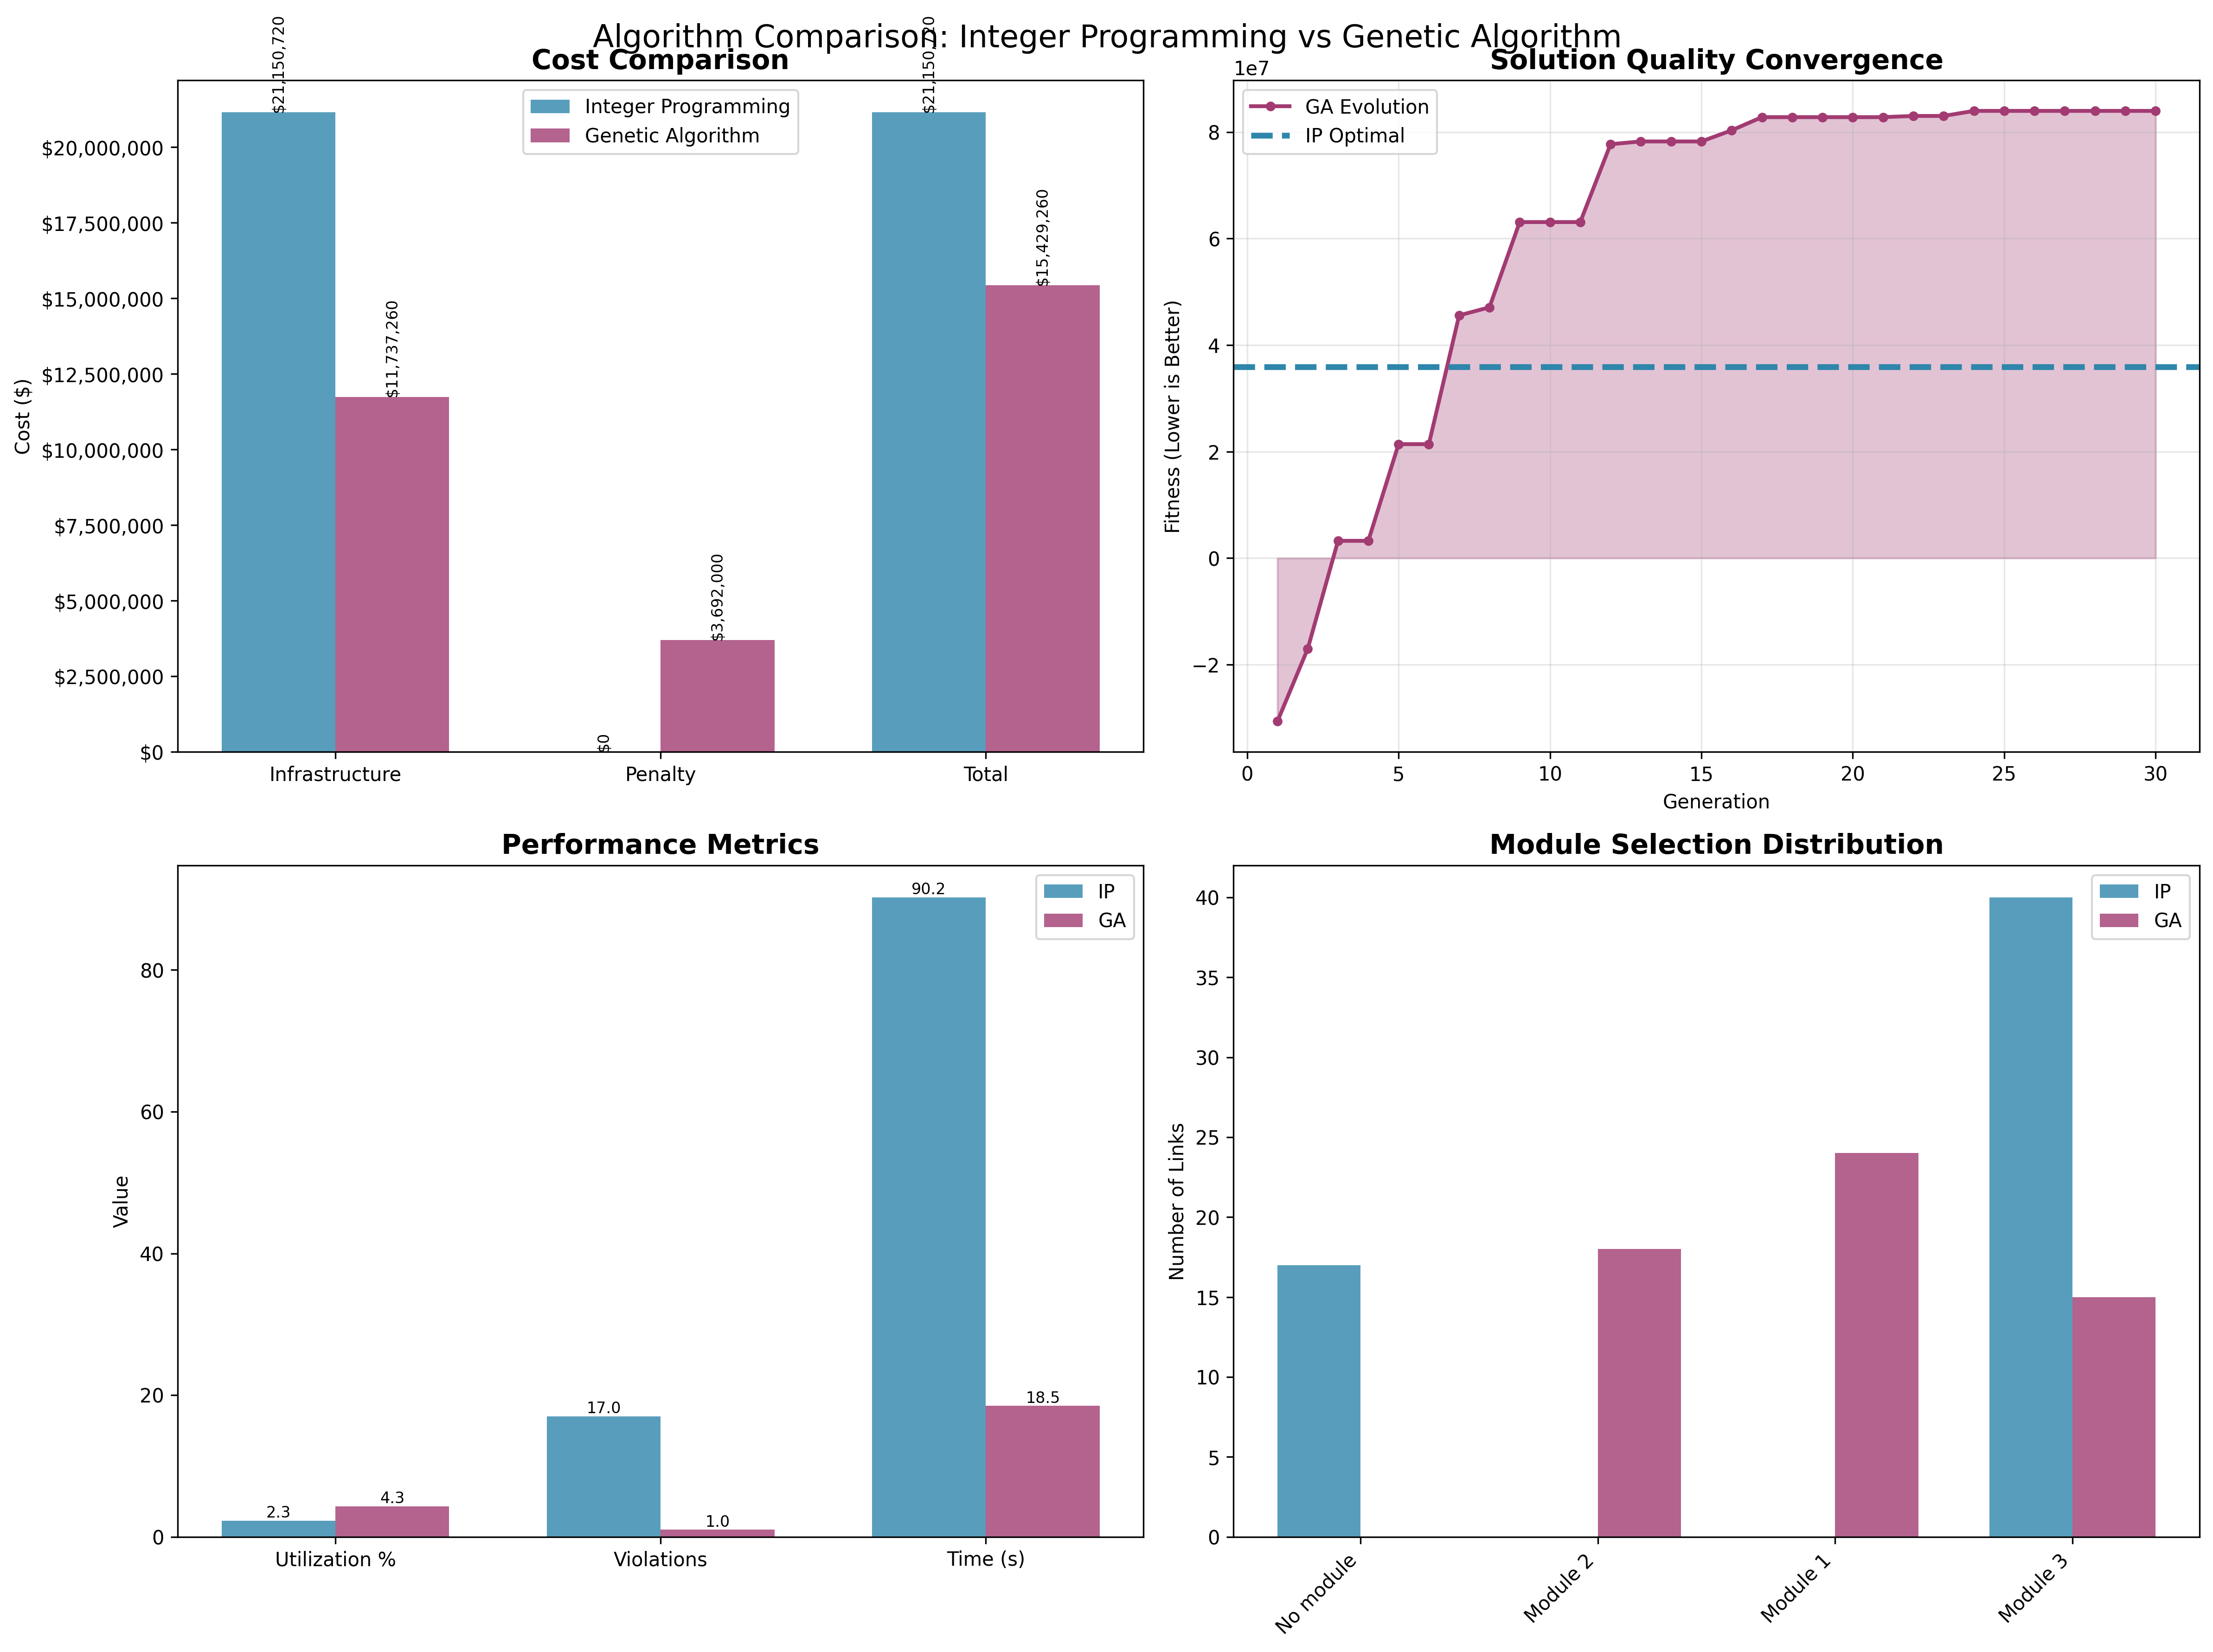 Algorithm Comparison: Integer Programming vs Genetic Algorithm
Cost Comparison
Integer Programming
Genetic Algorithm
Cost ($)
$20,000,000
$17,500,000
$15,000,000
$12,500,000
$10,000,000
$7,500,000
$5,000,000
$2,500,000
$0
$21,150,720
$11,737,260
$0
$3,692,000
$21,150,720
$15,429,260
Infrastructure
Penalty
Total
Solution Quality Convergence
1e7
GA Evolution
IP Optimal
Fitness (Lower is Better)
8
6
4
2
0
−2
0 5 10 15 20 25 30
Generation
Performance Metrics
IP
GA
Value
80
60
40
20
0
2.3
4.3
17.0
1.0
90.2
18.5
Utilization %
Violations
Time (s)
Module Selection Distribution
IP
GA
Number of Links
40
35
30
25
20
15
10
5
0
No module
Module 2
Module 1
Module 3